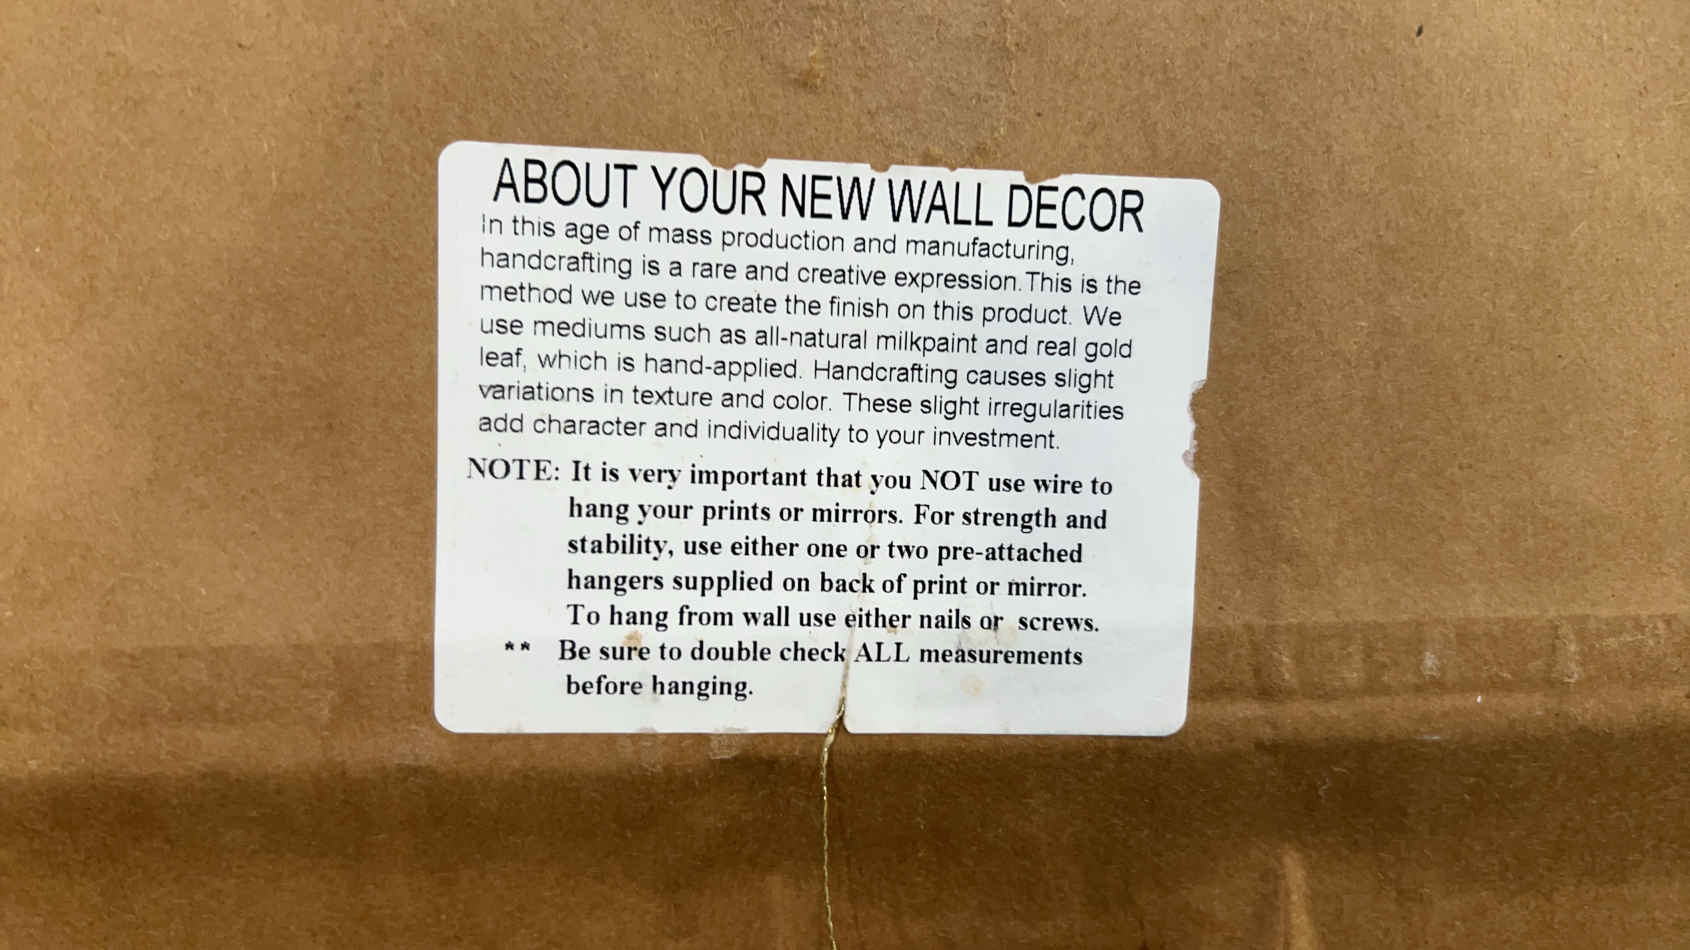 ABOUT YOUR NEW WALL DECOR
In this age of mass production and manufacturing,
handcrafting is a rare and creative expression.This is the
method we use to create the finish on this product. We
use mediums such as all-natural milkpaint and real gold
leaf, which is hand-applied. Handcrafting causes slight
variations in texture and color. These slight irregularities
add character and individuality to your investment.
NOTE: It is very important that you NOT use wire to
hang your prints or mirrors. For strength and
stability, use either one or two pre-attached
hangers supplied on back of print or mirror.
To hang from wall use either nails or screws.
** Be sure to double check ALL measurements
before hanging.